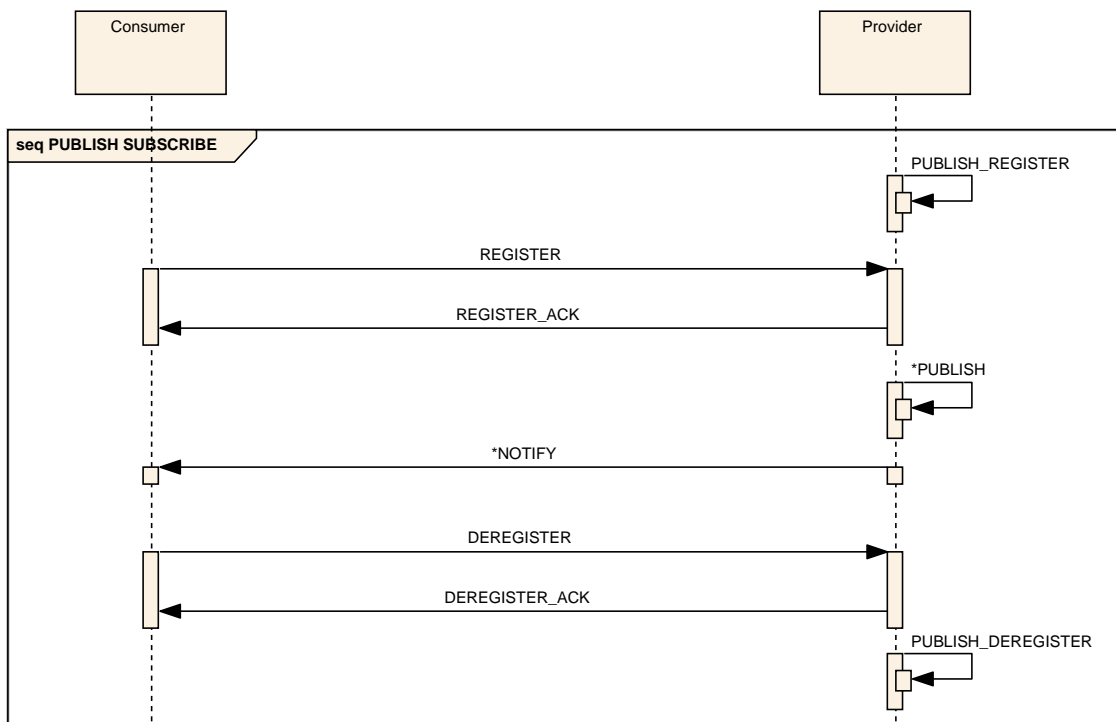 Consumer
Provider
seq PUBLISH SUBSCRIBE
PUBLISH_REGISTER
REGISTER
REGISTER_ACK
*PUBLISH
*NOTIFY
DEREGISTER
DEREGISTER_ACK
PUBLISH_DEREGISTER